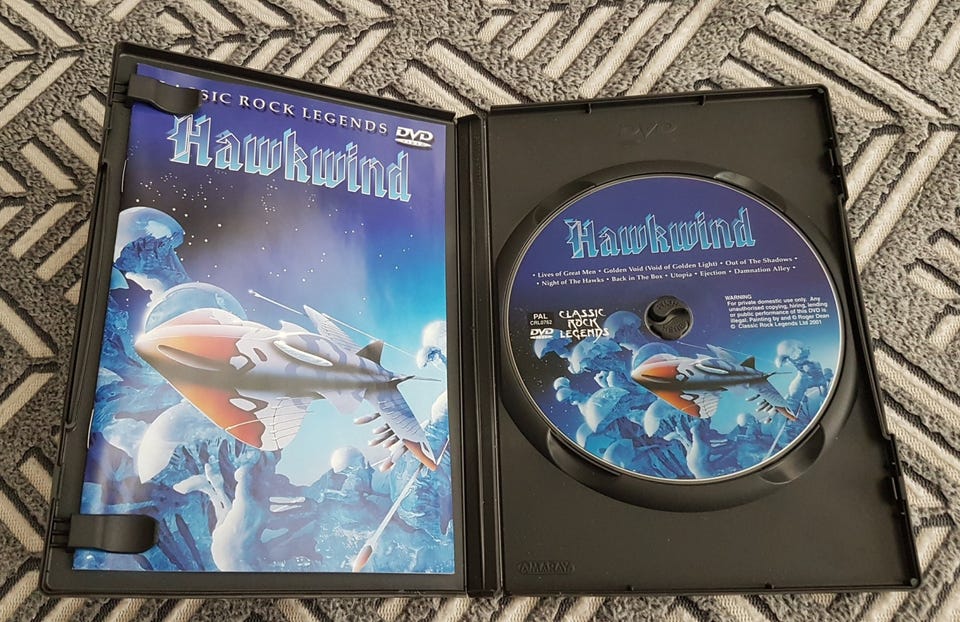 SIC ROCK LEGENDS DVD
Hawkwind
DVD
Hawkwind
• Lives of Great Men • Golden Void (Void of Golden Light) • Out of The Shadows •
• Night of The Hawks • Back in The Box • Utopia • Ejection • Damnation Alley •
PAL
CRL0752
DVD
CLASSIC
ROCK
LEGENDS
WARNING
For private domestic use only. Any
unauthorised copying, hiring, lending
or public performance of this DVD is
illegal. Painting by and © Roger Dean
© Classic Rock Legends Ltd 2001
AMARAY